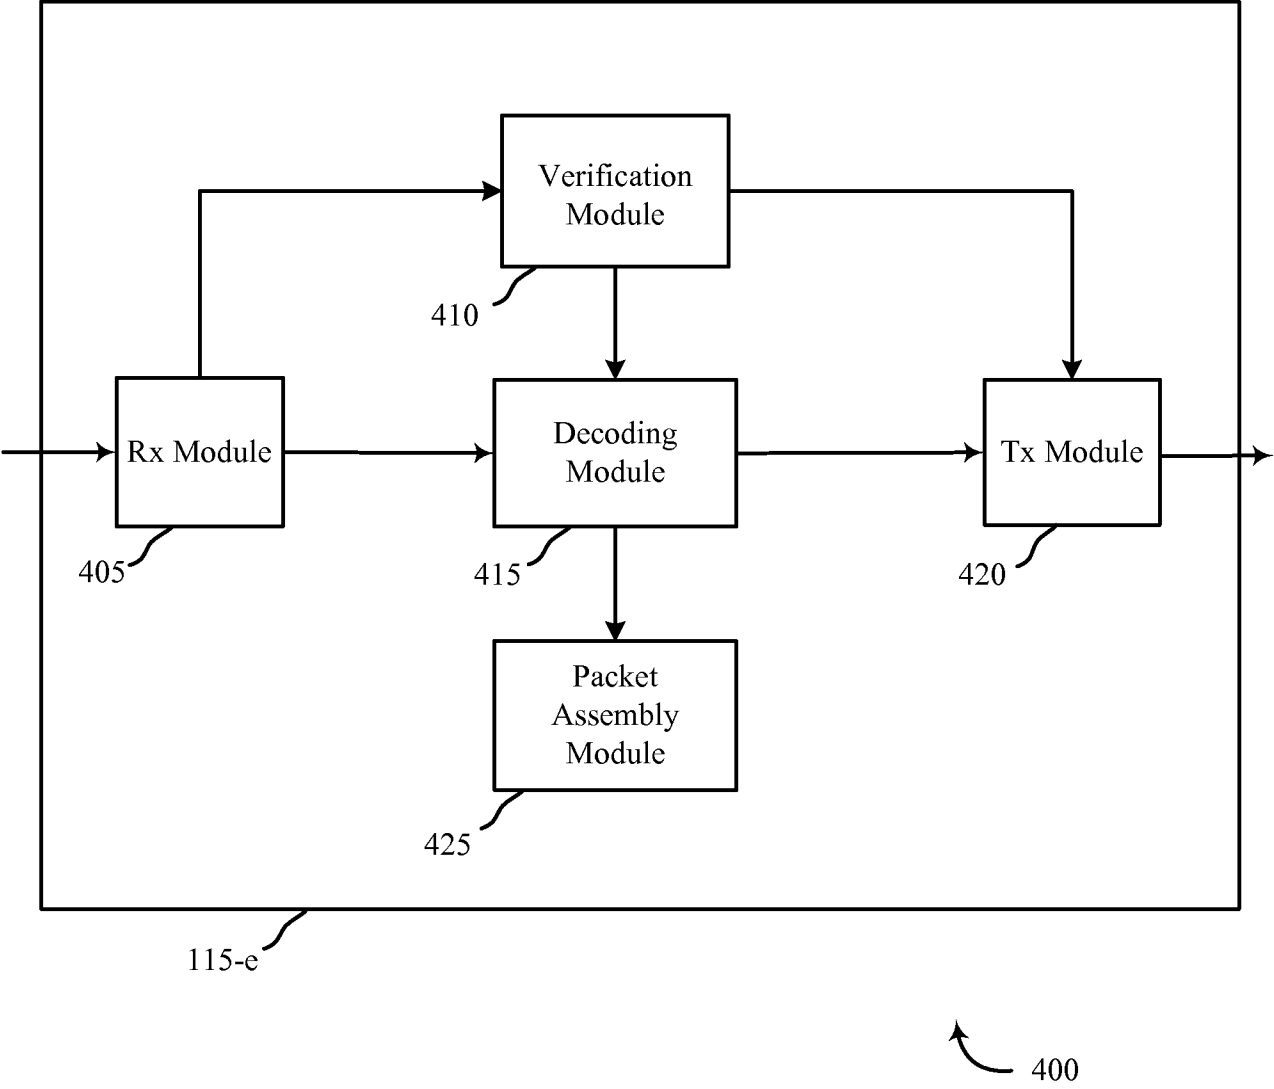 Verification
Module
410
Rx Module
Decoding
Module
Tx Module
405
415
420
Packet
Assembly
Module
425
115-e
400